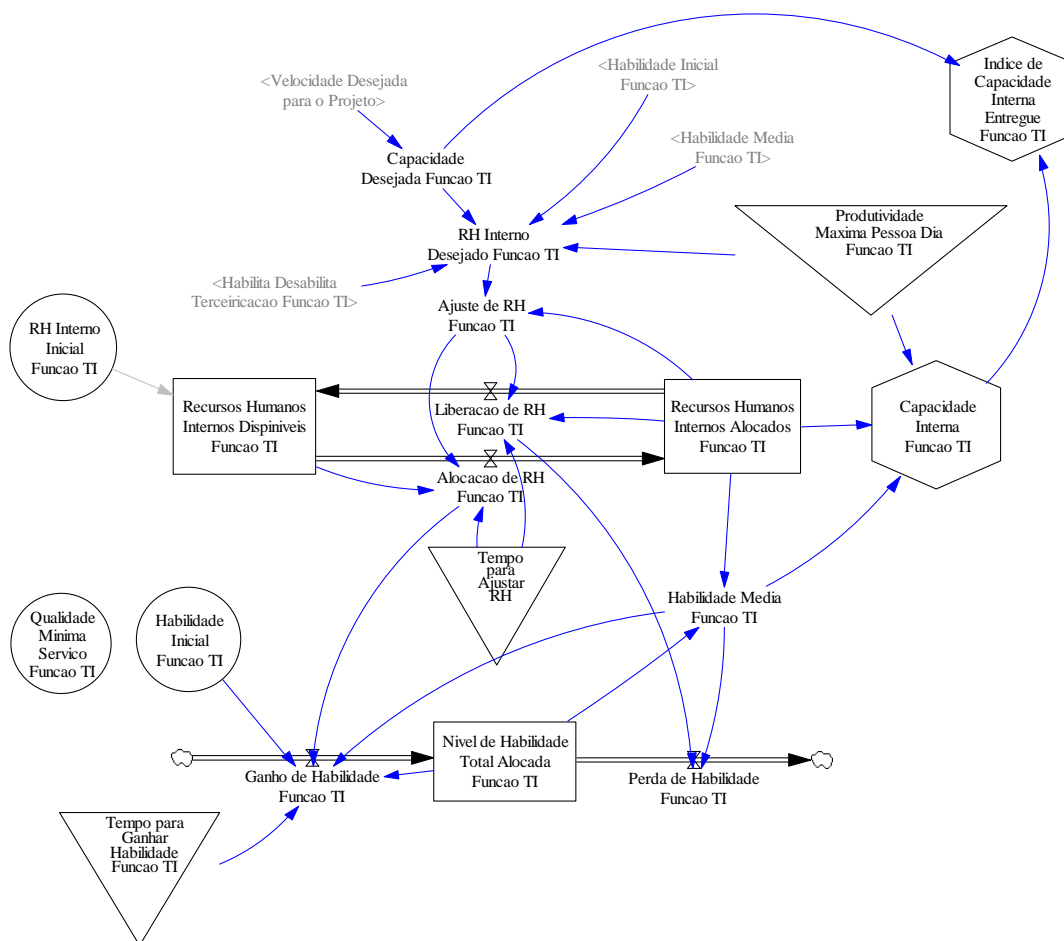 Indice de
Capacidade
Interna
Entregue
Funcao TI
<Velocidade Desejada
para o Projeto>
<Habilidade Inicial
Funcao TI>
<Habilidade Media
Funcao TI>
Capacidade
Desejada Funcao TI
Produtividade
Maxima Pessoa Dia
Funcao TI
RH Interno
Desejado Funcao TI
<Habilita Desabilita
Terceiricacao Funcao TI>
Ajuste de RH
Funcao TI
RH Interno
Inicial
Funcao TI
Recursos Humanos
Internos Dispiniveis
Funcao TI
Liberacao de RH
Funcao TI
Recursos Humanos
Internos Alocados
Funcao TI
Capacidade
Interna
Funcao TI
Alocacao de RH
Funcao TI
Tempo
para
Ajustar
RH
Habilidade Media
Funcao TI
Qualidade
Minima
Servico
Funcao TI
Habilidade
Inicial
Funcao TI
Nivel de Habilidade
Total Alocada
Funcao TI
Ganho de Habilidade
Funcao TI
Perda de Habilidade
Funcao TI
Tempo para
Ganhar
Habilidade
Funcao TI